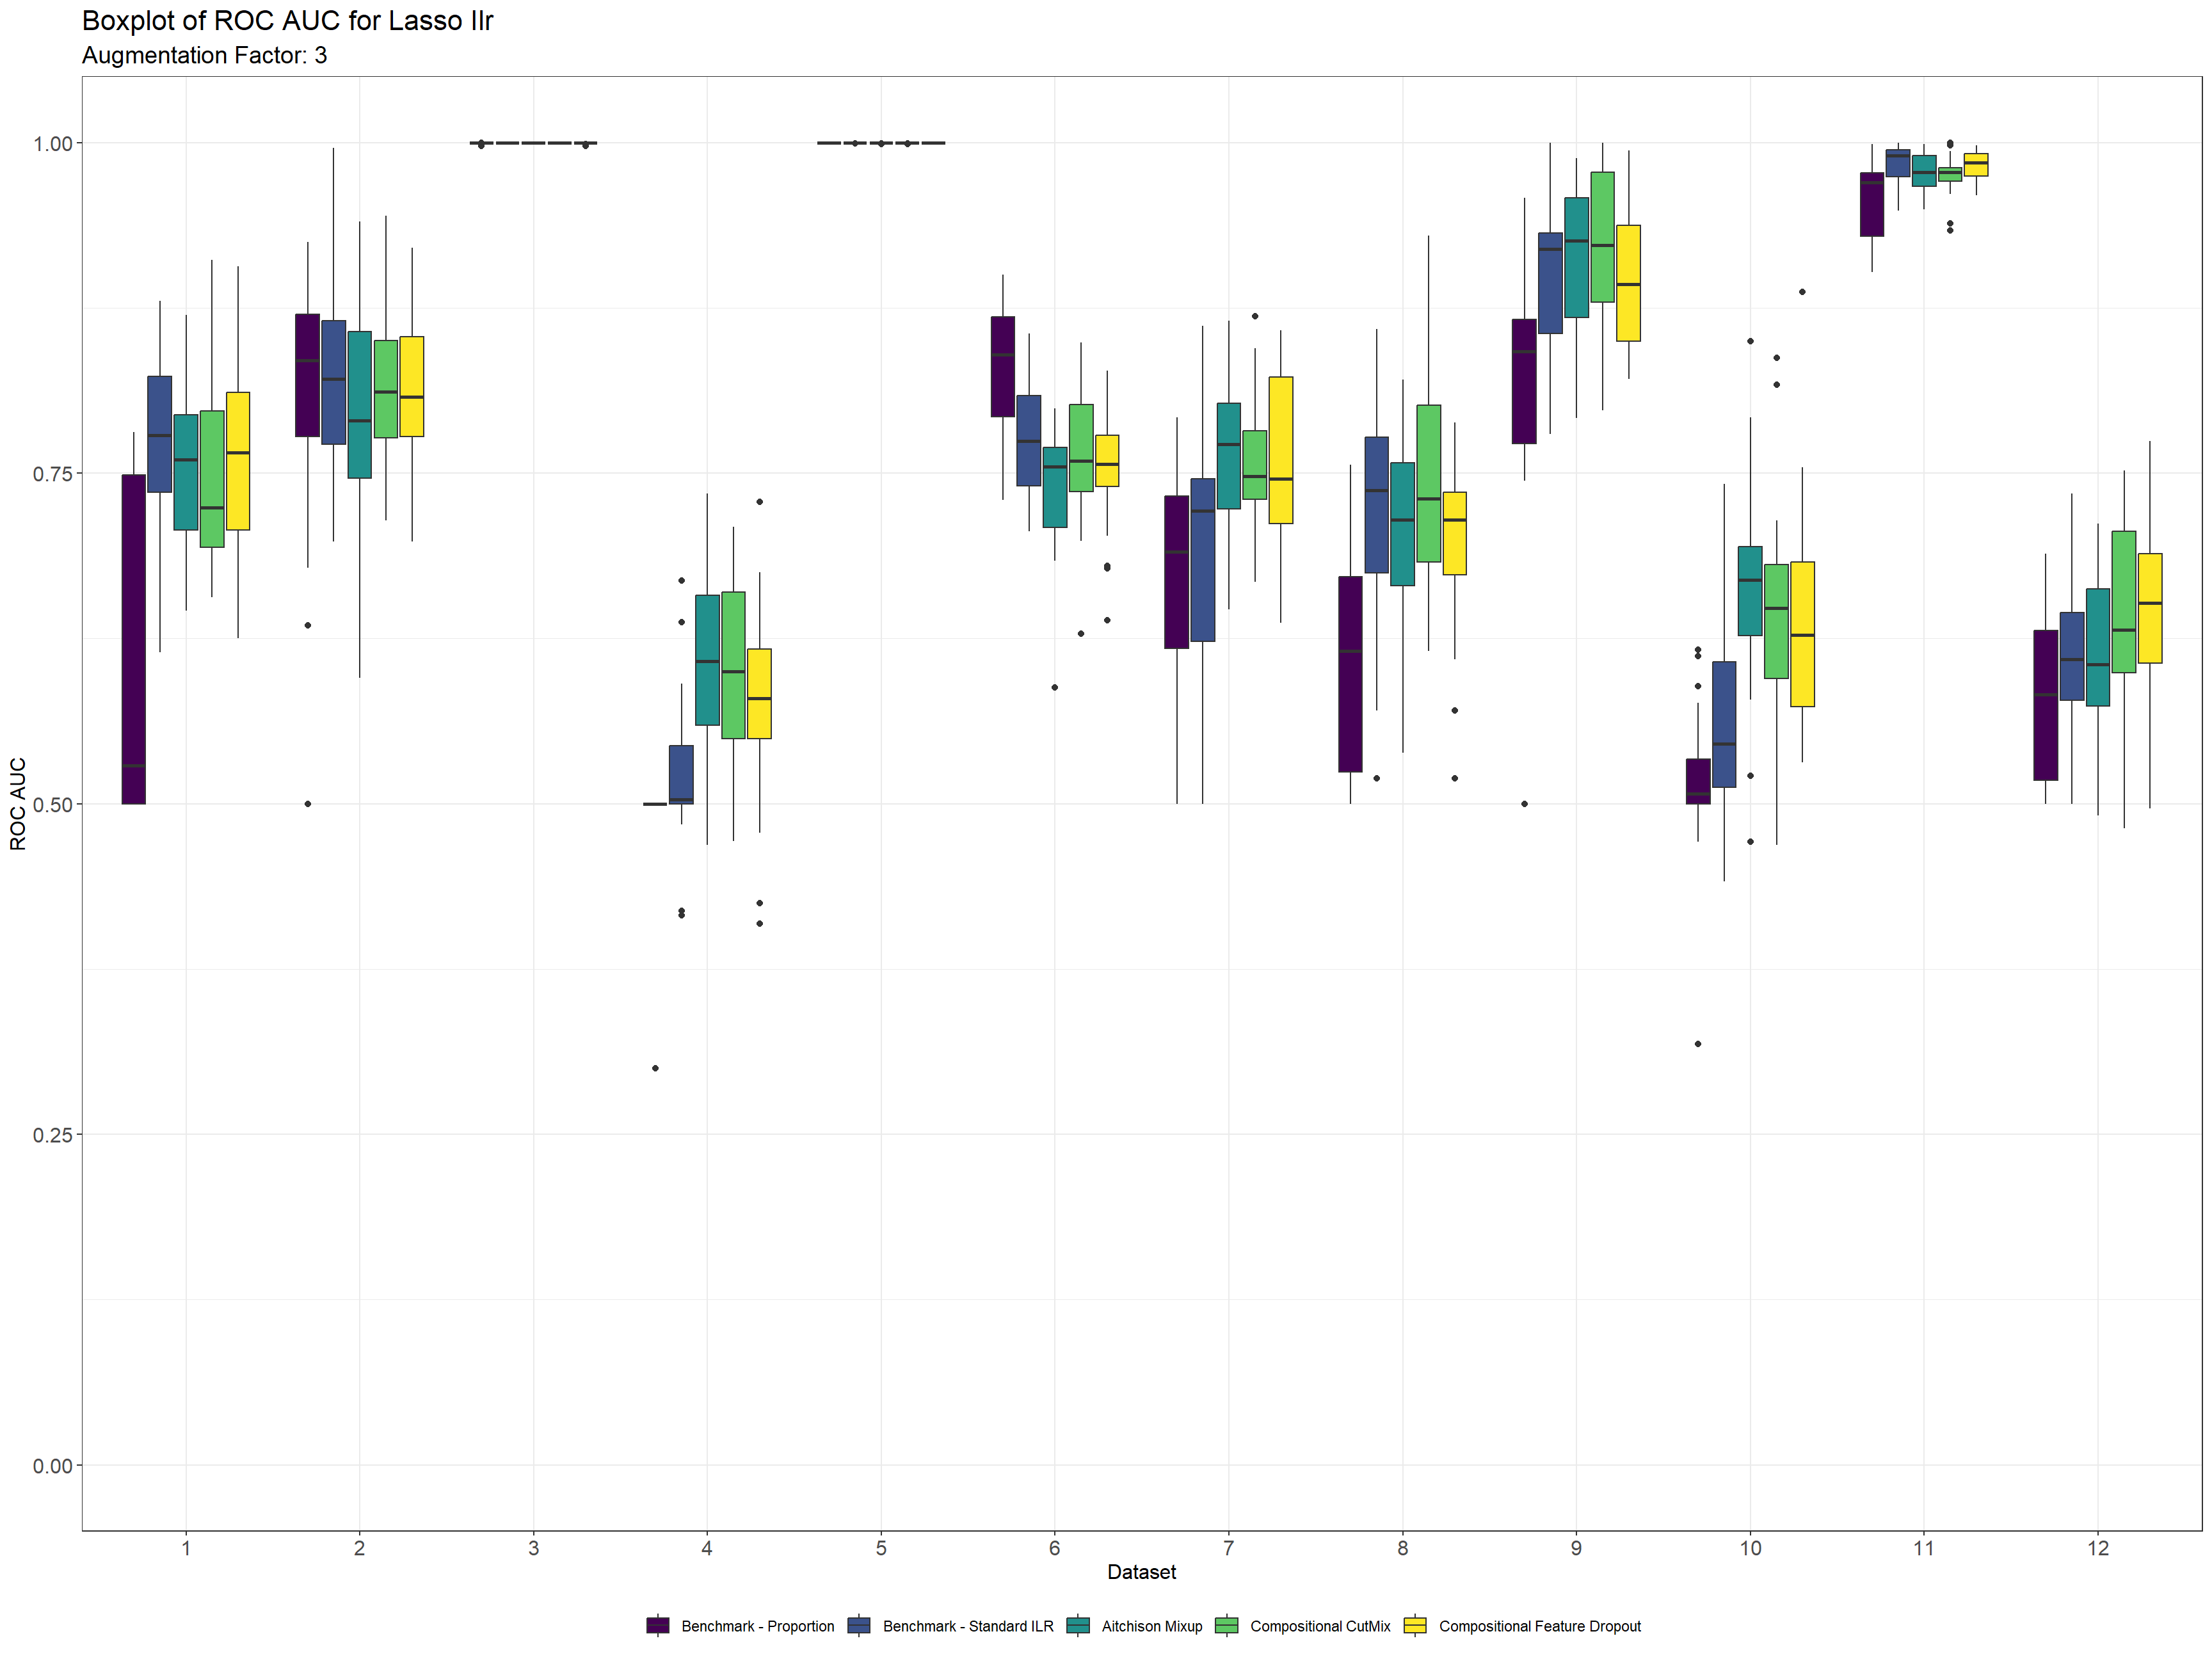 Boxplot of ROC AUC for Lasso Ilr
Augmentation Factor: 3
1.00
0.75
0.50
0.25
0.00
ROC AUC
1 2 3 4 5 6 7 8 9 10 11 12
Dataset
Benchmark - Proportion Benchmark - Standard ILR Aitchison Mixup Compositional CutMix Compositional Feature Dropout